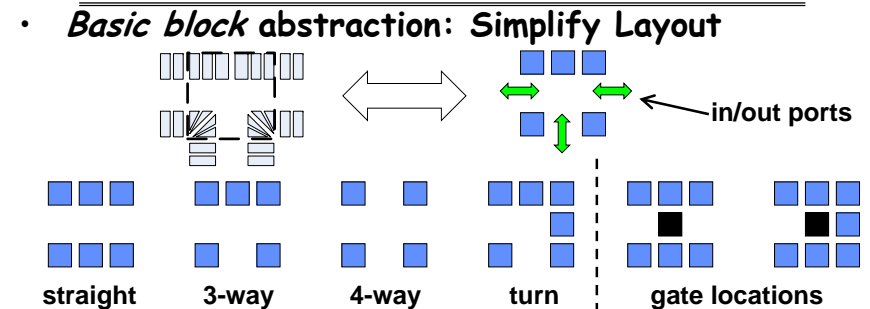 • Basic block abstraction: Simplify Layout
in/out ports
straight 3-way 4-way turn gate locations